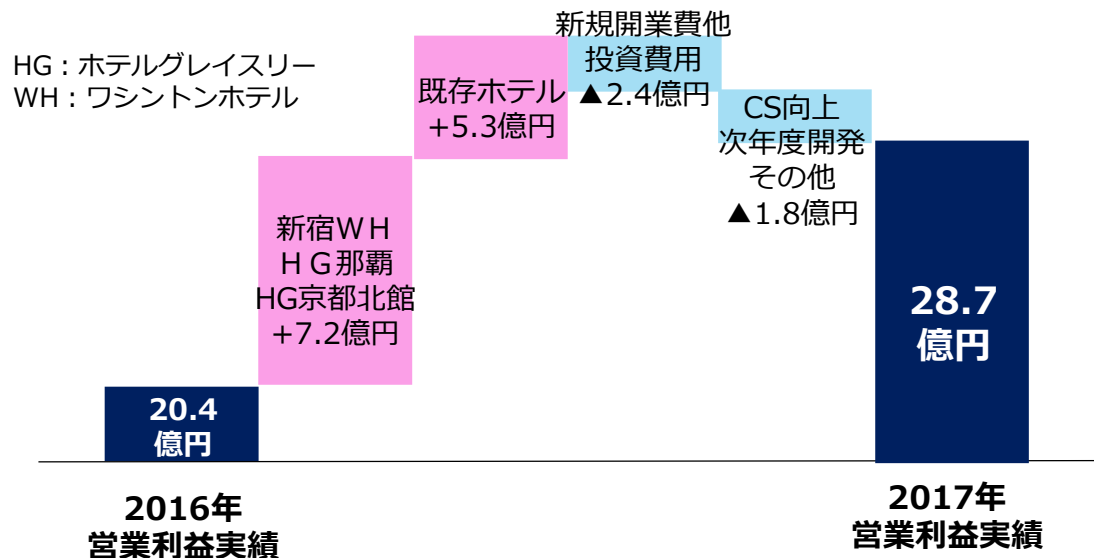 HG：ホテルグレイスリー
WH：ワシントンホテル
20.4
億円
2016年
営業利益実績
新宿ＷＨ
ＨＧ那覇
HG京都北館
+7.2億円
既存ホテル
+5.3億円
新規開業費他
投資費用
▲2.4億円
CS向上
次年度開発
その他
▲1.8億円
28.7
億円
2017年
営業利益実績